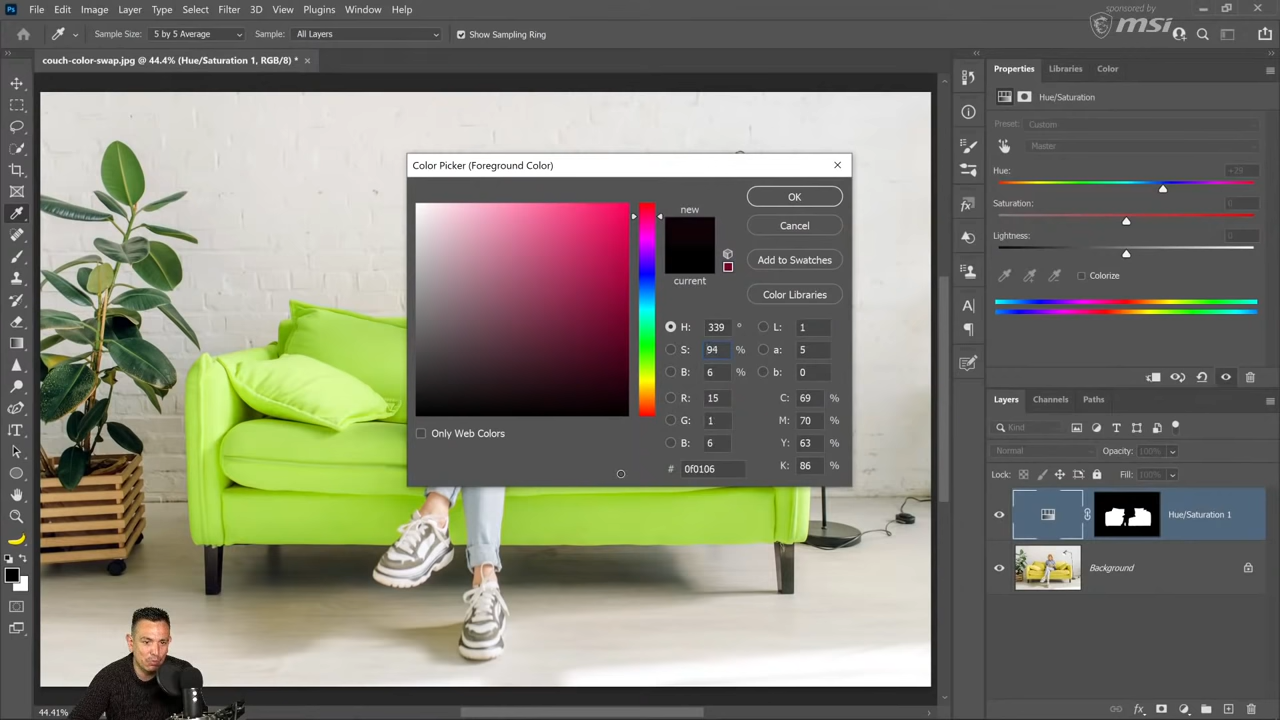 Ps File Edit Image Layer Type Select Filter 3D View Plugins Window Help
sponsored by
msi
Sample Size: 5 by 5 Average Sample: All Layers Show Sampling Ring
couch-color-swap.jpg @ 44.4% (Hue/Saturation 1, RGB/8) *
Properties Libraries Color
Hue/Saturation
Preset: Custom
Master
Hue: +29
Saturation: 0
Lightness: 0
Colorize
Color Picker (Foreground Color)
new
current
OK
Cancel
Add to Swatches
Color Libraries
H: 339 °
S: 94 %
B: 6 %
R: 15
G: 1
B: 6
# 0f0106
L: 1
a: 5
b: 0
C: 69 %
M: 70 %
Y: 63 %
K: 86 %
Only Web Colors
Layers Channels Paths
Kind
Normal Opacity: 100%
Lock: Fill: 100%
Hue/Saturation 1
Background
44.41%